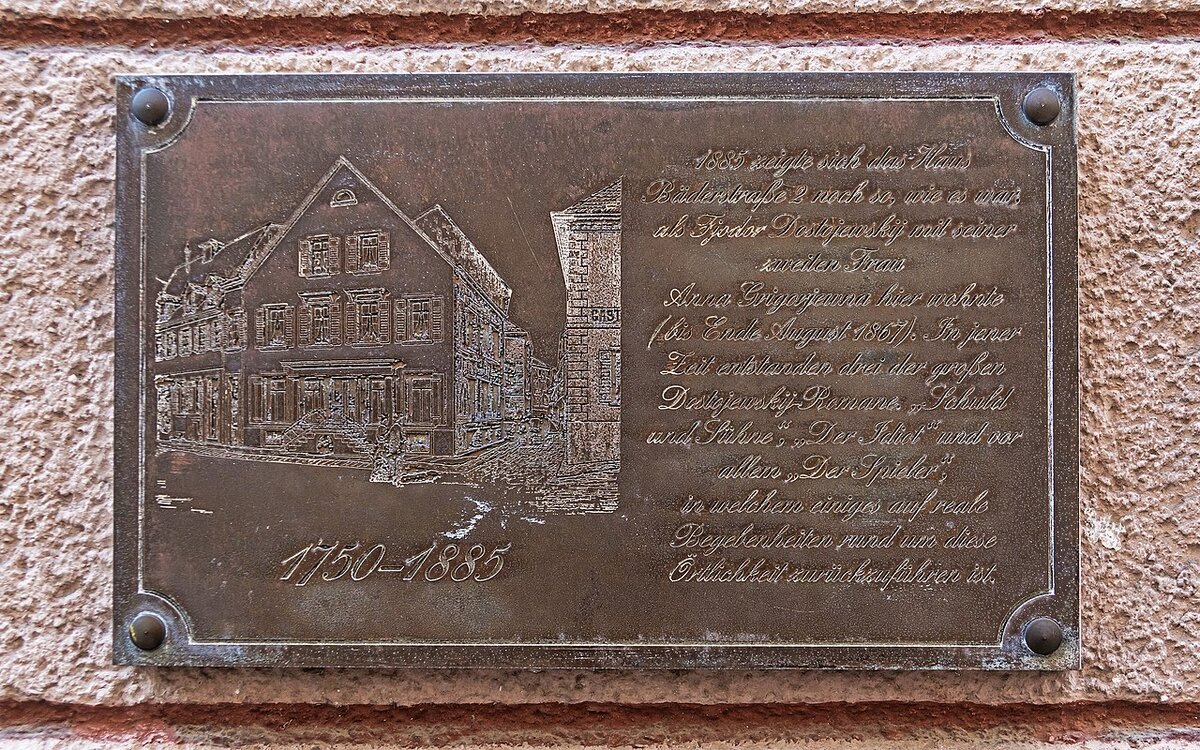 1885 zeigte sich das Haus
Bäderstraße 2 noch so, wie es war,
als Fjodor Dostojewskij mit seiner
zweiten Frau
Anna Grigorjewna hier wohnte
(bis Ende August 1867). In jener
Zeit entstanden drei der großen
Dostojewskij-Romane: „Schuld
und Sühne“, „Der Idiot“ und vor
allem „Der Spieler“,
in welchem einiges auf reale
Begebenheiten rund um diese
Örtlichkeit zurückzuführen ist.
GAST
1750–1885